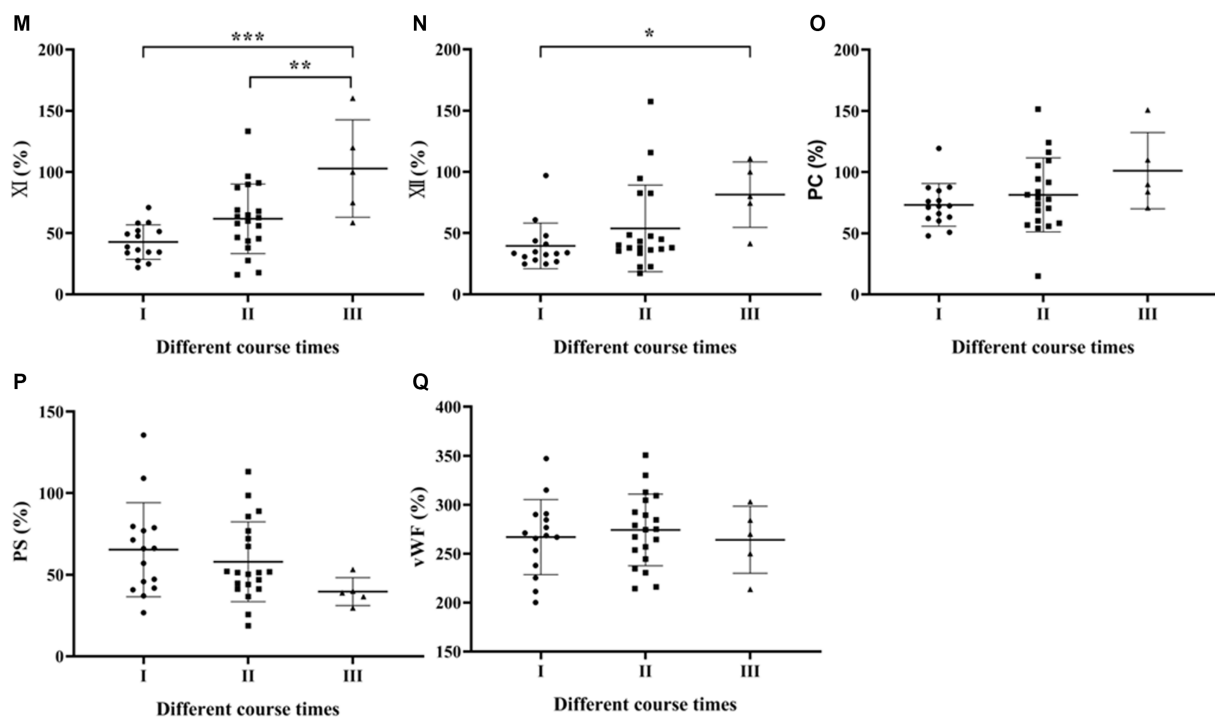 M
N
O
***
**
*
200
150
100
50
0
XI (%)
I
II
III
Different course times
200
150
100
50
0
XII (%)
I
II
III
Different course times
200
150
100
50
0
PC (%)
I
II
III
Different course times
P
Q
150
100
50
0
PS (%)
I
II
III
Different course times
400
350
300
250
200
150
vWF (%)
I
II
III
Different course times